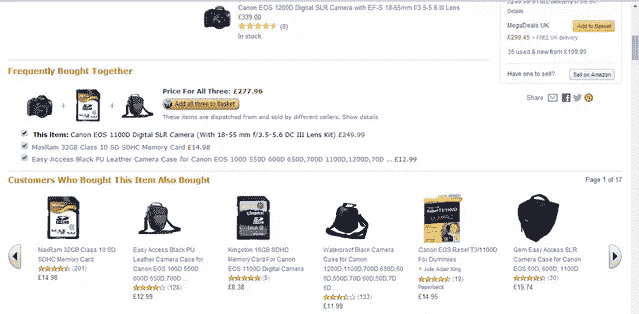 Canon EOS 1200D Digital SLR Camera with EF-S 18-55mm f/3.5-5.6 III Lens
£339.00
(8)
In stock.
Details
MegaDeals UK
Add to Basket
£299.45 + FREE UK delivery
35 used & new from £199.99
Have one to sell?
Sell on Amazon
Share
Frequently Bought Together
Price For All Three: £277.96
Add all three to Basket
These items are dispatched from and sold by different sellers. Show details
This item: Canon EOS 1100D Digital SLR Camera (With 18-55 mm f/3.5-5.6 DC III Lens Kit) £249.99
MaxRam 32GB Class 10 SD SDHC Memory Card £14.98
Easy Access Black PU Leather Camera Case for Canon EOS 100D 550D 600D 650D,700D 1100D,1200D,70D ... £12.99
Customers Who Bought This Item Also Bought
Page 1 of 17
MaxRam 32GB Class 10 SD
SDHC Memory Card
(201)
£14.98
Easy Access Black PU
Leather Camera Case for
Canon EOS 100D 550D
600D 650D,700D...
(128)
£12.99
Kingston 16GB SDHC
Memory Card For Canon
EOS 1100D Digital Camera
(5)
£8.38
Waterproof Black Camera
Case for Canon
1200D,1100D,700D,650D,60
0D,550D,70D 60D,50D,7D
6D ...
(133)
£11.99
Canon EOS Rebel T3/1100D
For Dummies
Julie Adair King
(19)
Paperback
£14.95
Gem Easy Access SLR
Camera Case for Canon
EOS 60D, 600D, 1100D
(30)
£19.74